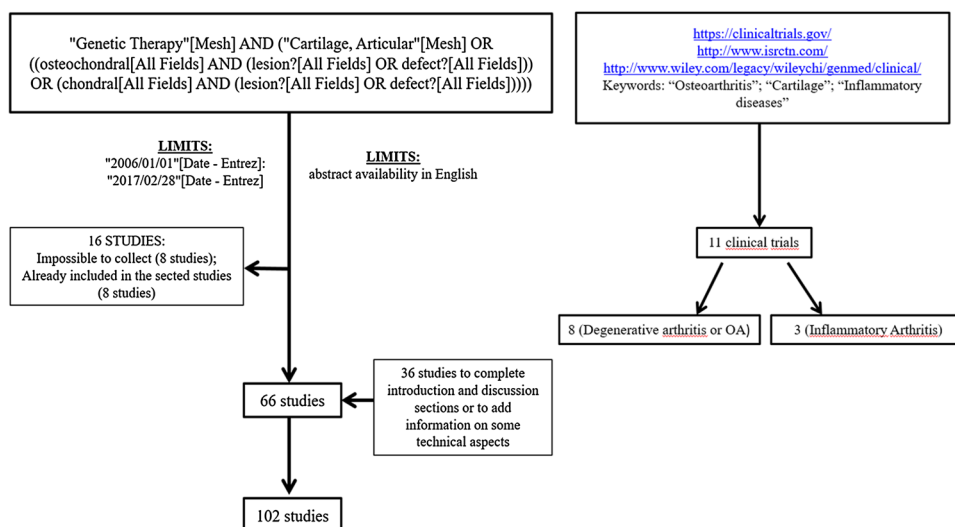 "Genetic Therapy"[Mesh] AND ("Cartilage, Articular"[Mesh] OR
((osteochondral[All Fields] AND (lesion?[All Fields] OR defect?[All Fields]))
OR (chondral[All Fields] AND (lesion?[All Fields] OR defect?[All Fields]))))
LIMITS:
"2006/01/01"[Date - Entrez]:
"2017/02/28"[Date - Entrez]
LIMITS:
abstract availability in English
16 STUDIES:
Impossible to collect (8 studies);
Already included in the sected studies
(8 studies)
66 studies
36 studies to complete
introduction and discussion
sections or to add
information on some
technical aspects
102 studies
https://clinicaltrials.gov/
http://www.isrctn.com/
http://www.wiley.com/legacy/wileychi/genmed/clinical/
Keywords: “Osteoarthritis”; “Cartilage”; “Inflammatory
diseases”
11 clinical trials
8 (Degenerative arthritis or OA)
3 (Inflammatory Arthritis)